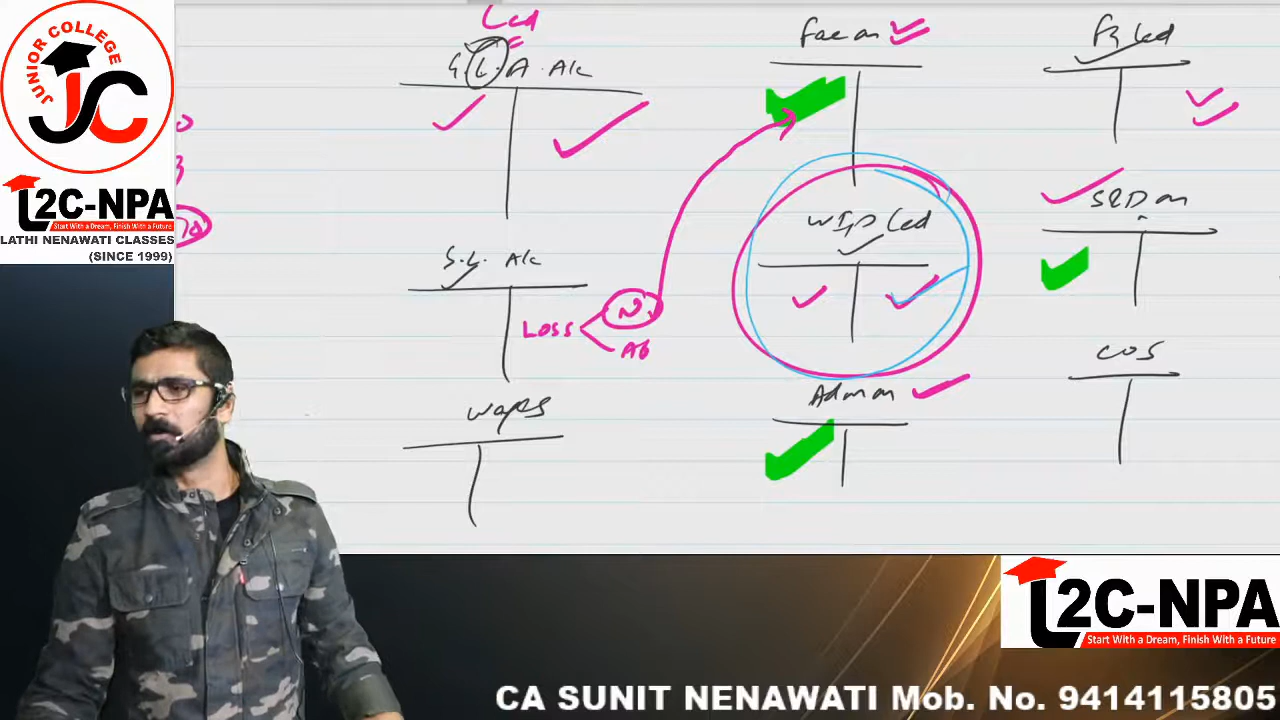 JUNIOR COLLEGE
JC
L2C-NPA
Start With a Dream, Finish With a Future
LATHI NENAWATI CLASSES
(SINCE 1999)
Led
G.L.A. A/c
S.L. A/c
LOSS
N.
Ab
Wages
Fac OH
WIP Led
Adm OH
FG Led
S&D OH
COS
L2C-NPA
Start With a Dream, Finish With a Future
CA SUNIT NENAWATI Mob. No. 9414115805